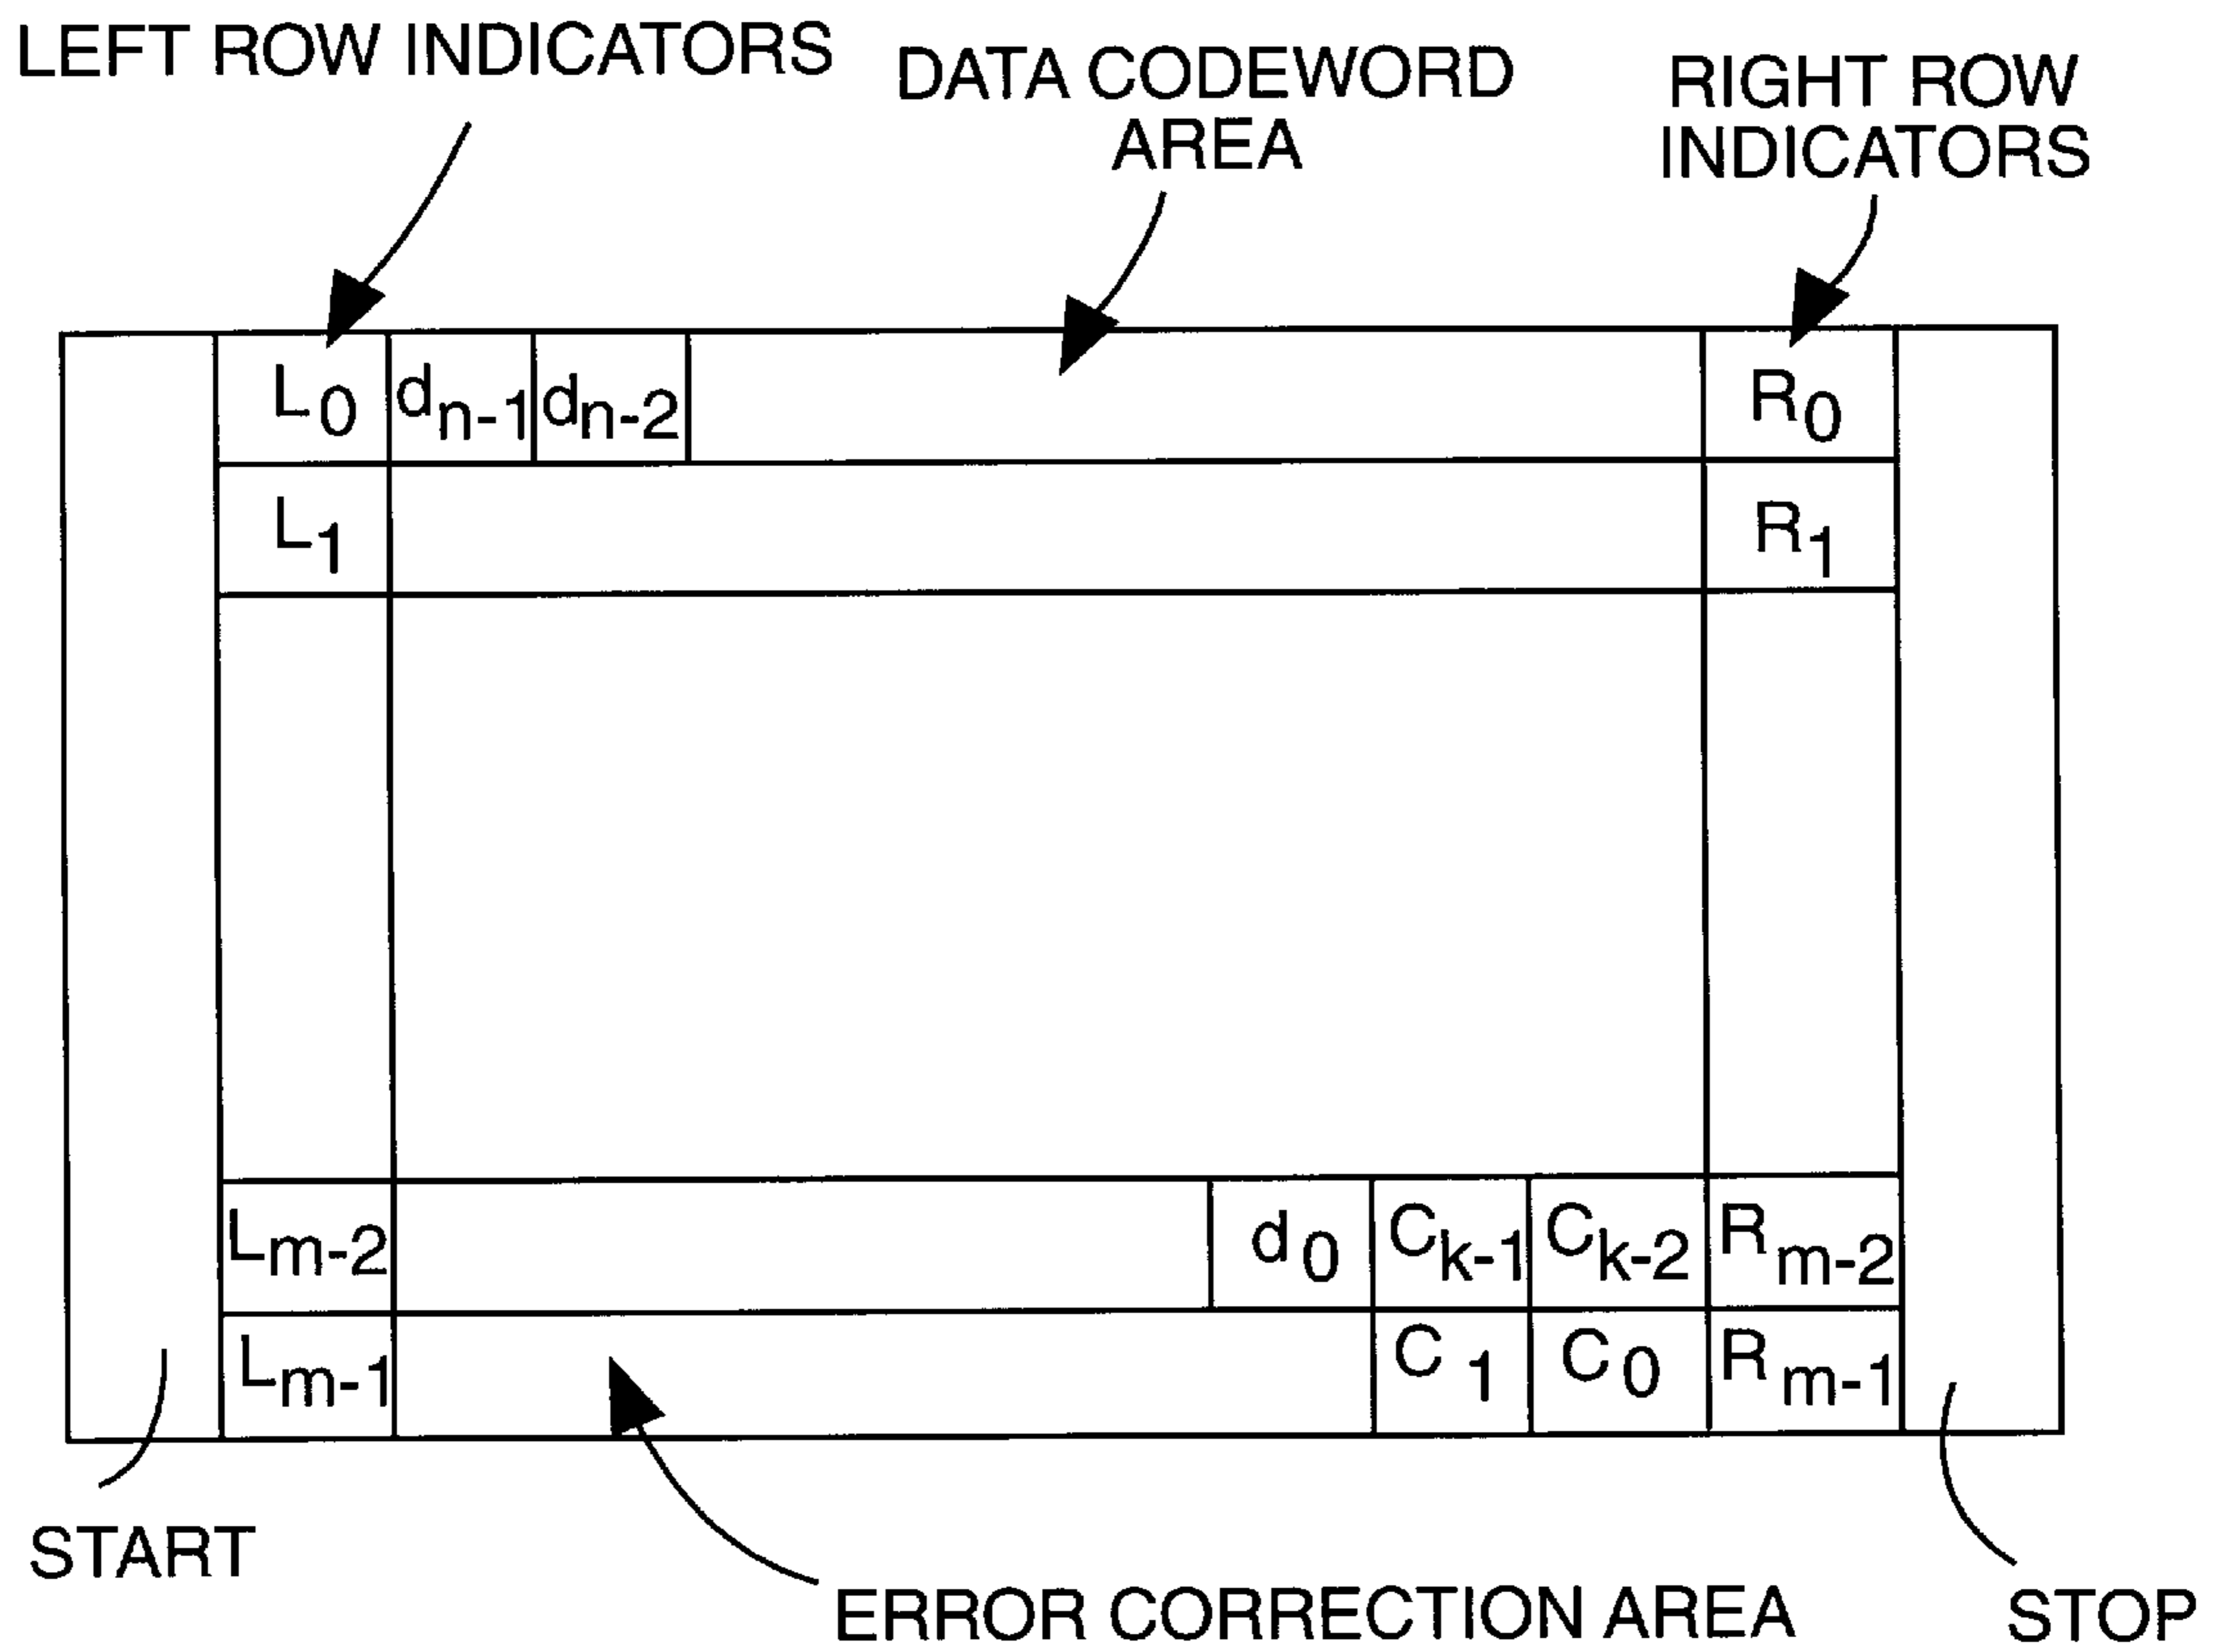 LEFT ROW INDICATORS
DATA CODEWORD
AREA
RIGHT ROW
INDICATORS
L0 dn-1 dn-2 R0
L1 R1
Lm-2 d0 Ck-1 Ck-2 Rm-2
Lm-1 C1 C0 Rm-1
START
ERROR CORRECTION AREA
STOP